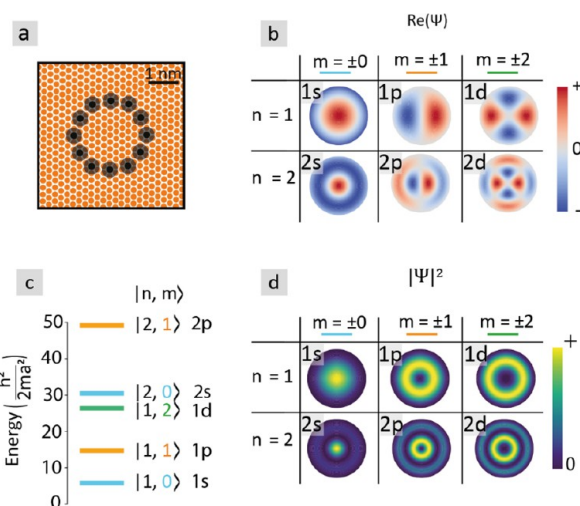 a
1 nm
b
Re(Ψ)
m = ±0 m = ±1 m = ±2
n = 1 1s 1p 1d
n = 2 2s 2p 2d
+
0
-
c
|n, m⟩
Energy (ħ²/2ma²)
50 |2, 1⟩ 2p
40
30 |2, 0⟩ 2s
|1, 2⟩ 1d
20
|1, 1⟩ 1p
10
|1, 0⟩ 1s
0
d
|Ψ|²
m = ±0 m = ±1 m = ±2
n = 1 1s 1p 1d
n = 2 2s 2p 2d
+
0